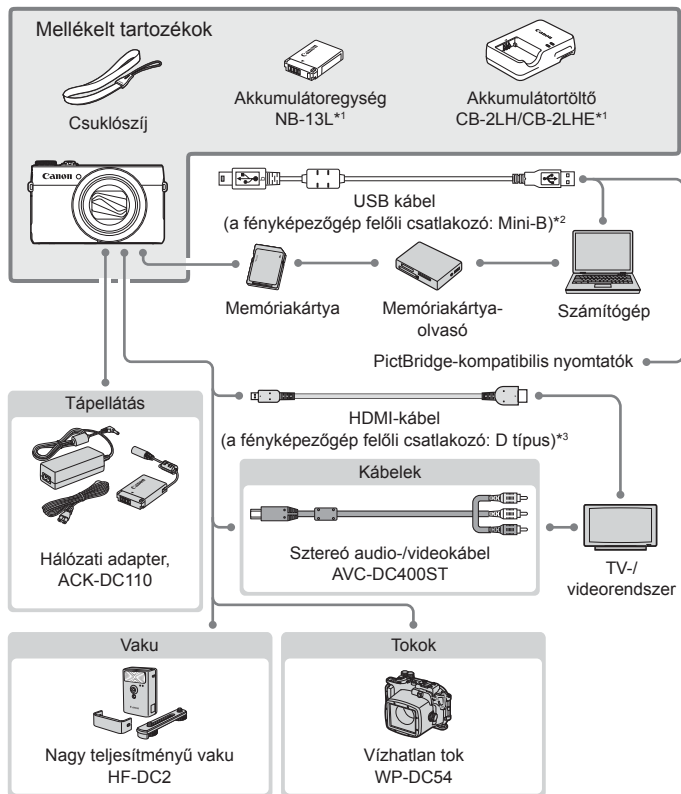 Mellékelt tartozékok
Csuklószíj
Akkumulátoregység
NB-13L*1
Akkumulátortöltő
CB-2LH/CB-2LHE*1
Canon
USB kábel
(a fényképezőgép felőli csatlakozó: Mini-B)*2
Memóriakártya
Memóriakártya-
olvasó
Számítógép
PictBridge-kompatibilis nyomtatók
Tápellátás
Hálózati adapter,
ACK-DC110
HDMI-kábel
(a fényképezőgép felőli csatlakozó: D típus)*3
Kábelek
Sztereó audio-/videokábel
AVC-DC400ST
TV-/
videorendszer
Vaku
Nagy teljesítményű vaku
HF-DC2
Tokok
Vízhatlan tok
WP-DC54